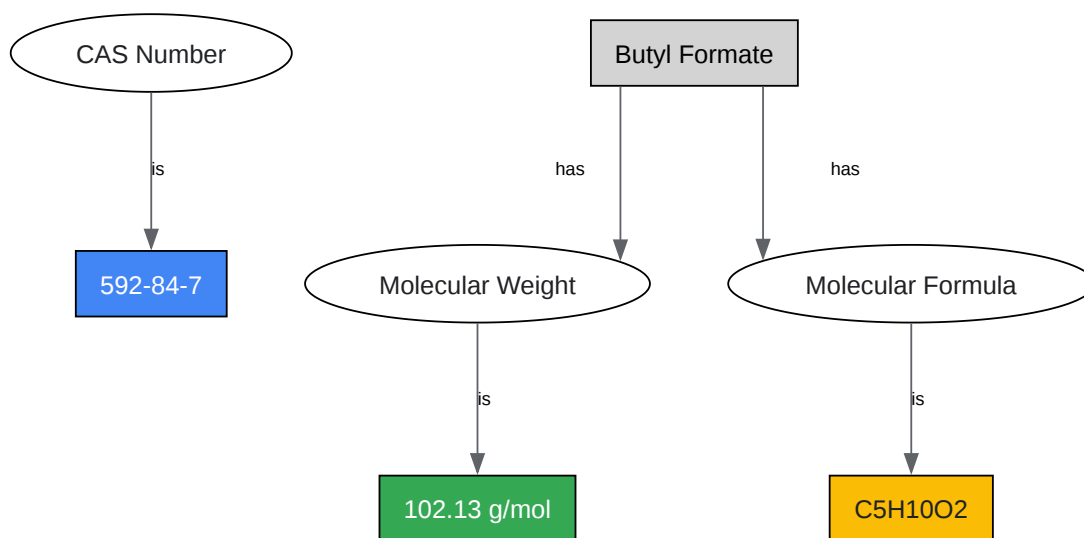 CAS Number
Butyl Formate
is
has
has
592-84-7
Molecular Weight
Molecular Formula
is
is
102.13 g/mol
C5H10O2